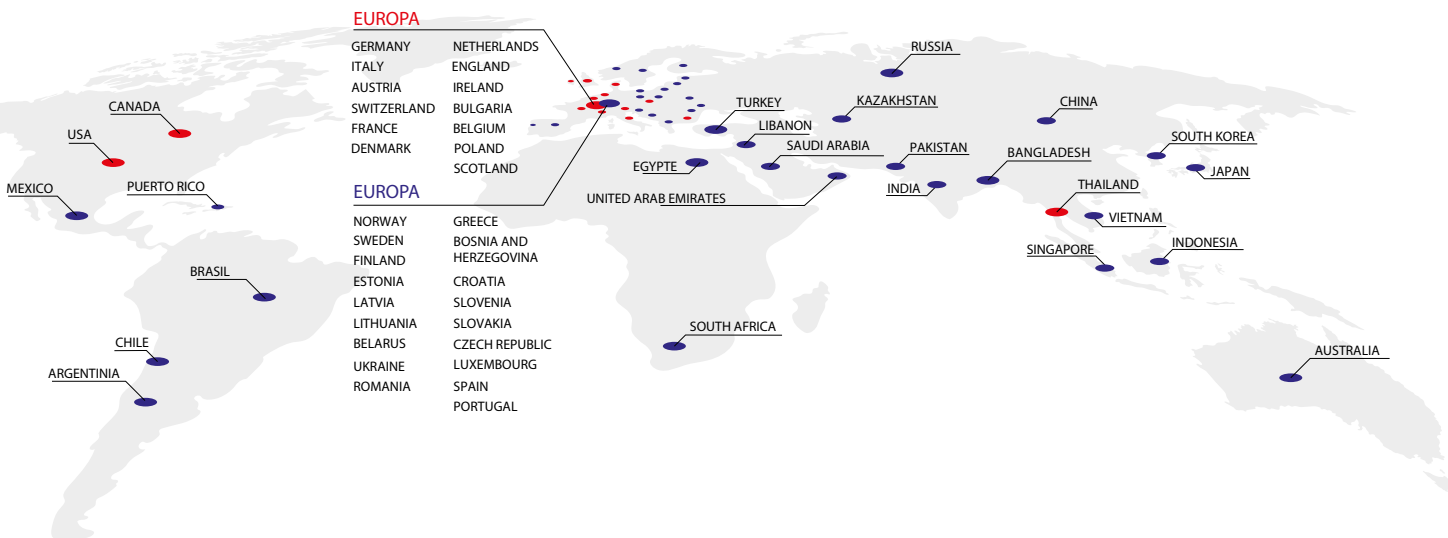 EUROPA
GERMANY
ITALY
AUSTRIA
SWITZERLAND
FRANCE
DENMARK
NETHERLANDS
ENGLAND
IRELAND
BULGARIA
BELGIUM
POLAND
SCOTLAND
EUROPA
NORWAY
SWEDEN
FINLAND
ESTONIA
LATVIA
LITHUANIA
BELARUS
UKRAINE
ROMANIA
GREECE
BOSNIA AND
HERZEGOVINA
CROATIA
SLOVENIA
SLOVAKIA
CZECH REPUBLIC
LUXEMBOURG
SPAIN
PORTUGAL
CANADA
USA
MEXICO
PUERTO RICO
BRASIL
CHILE
ARGENTINIA
RUSSIA
TURKEY
KAZAKHSTAN
CHINA
LIBANON
SAUDI ARABIA
PAKISTAN
BANGLADESH
SOUTH KOREA
JAPAN
EGYPTE
UNITED ARAB EMIRATES
INDIA
THAILAND
VIETNAM
SINGAPORE
INDONESIA
SOUTH AFRICA
AUSTRALIA